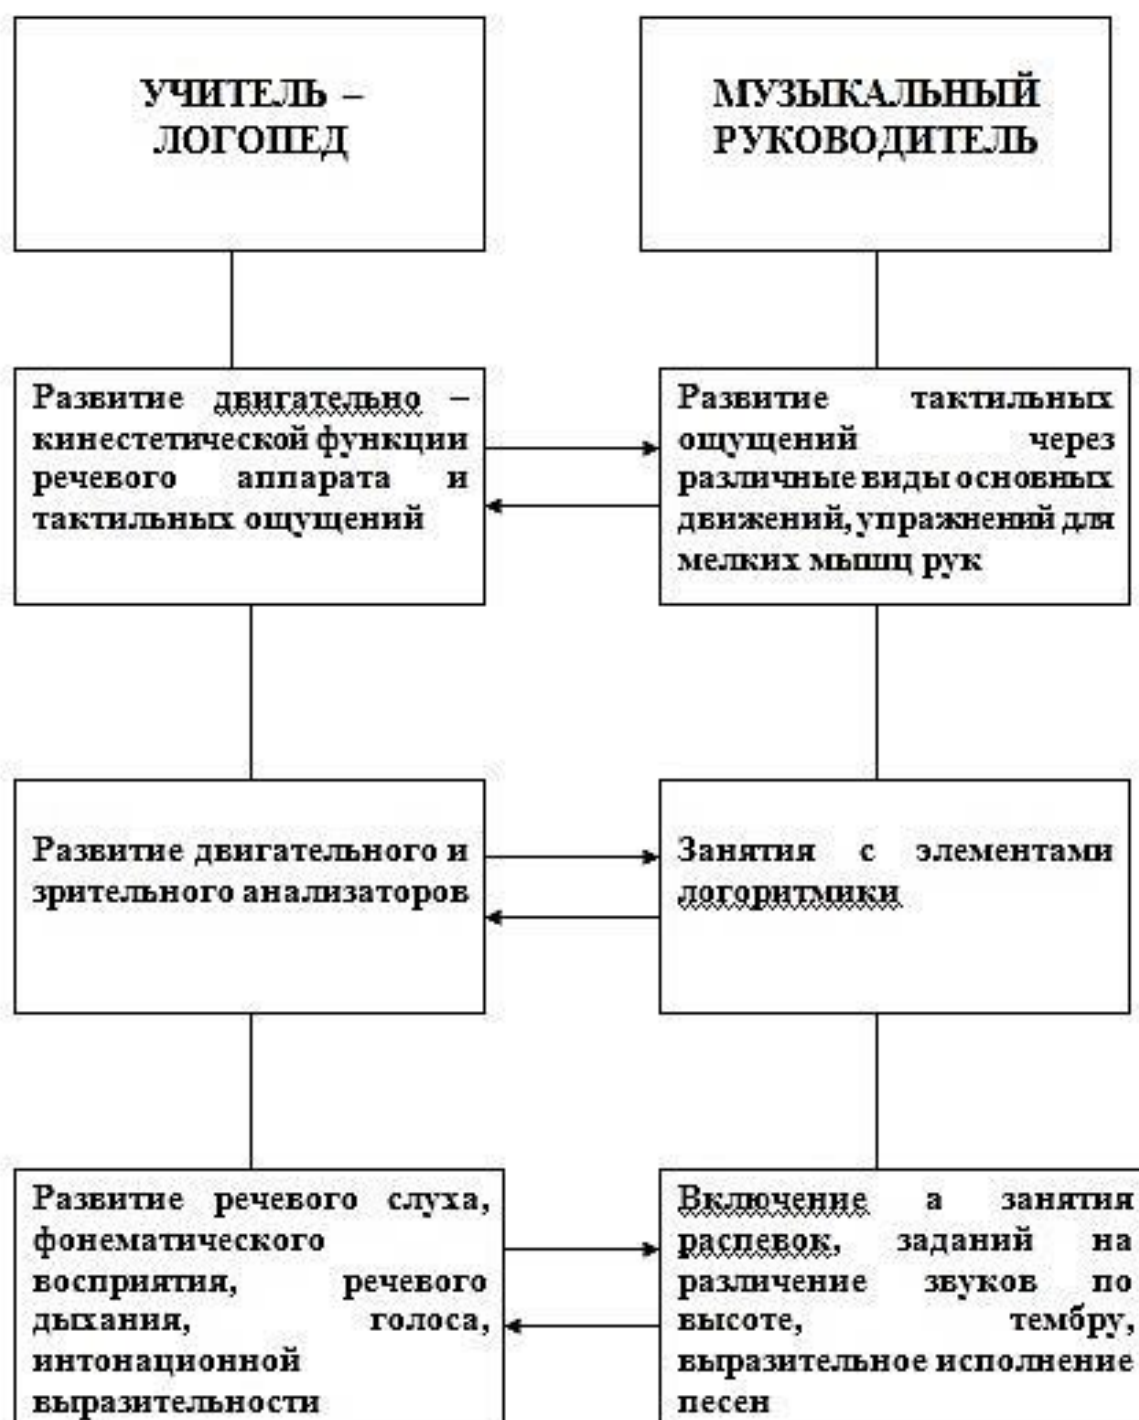 УЧИТЕЛЬ –
ЛОГОПЕД
МУЗЫКАЛЬНЫЙ
РУКОВОДИТЕЛЬ
Развитие двигательно –
кинестетической функции
речевого аппарата и
тактильных ощущений
Развитие тактильных
ощущений через
различные виды основных
движений, упражнений для
мелких мышц рук
Развитие двигательного и
зрительного анализаторов
Занятия с элементами
логоритмики
Развитие речевого слуха,
фонематического
восприятия, речевого
дыхания, голоса,
интонационной
выразительности
Включение а занятия
распевок, заданий на
различение звуков по
высоте, тембру,
выразительное исполнение
песен